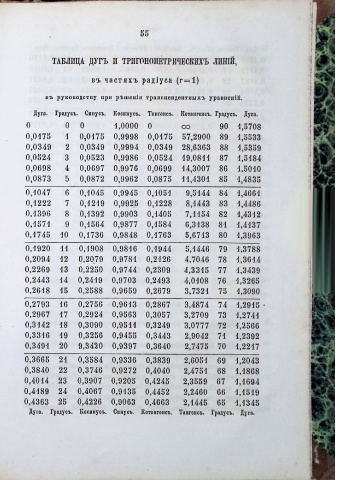 55
ТАБЛИЦА ДУГЪ И ТРИГОНОМЕТРИЧЕСКИХЪ ЛИНІЙ,
въ частяхъ радіуса (r=1)
въ руководству при рѣшеніи трансцендентныхъ уравненій.
Дуга. Градусъ. Синусъ. Косинусъ. Тангенсъ. Котангенсъ. Градусъ. Дуга.
0 0 0 1,0000 0 ∞ 90 1,5708
0,0175 1 0,0175 0,9998 0,0175 57,2900 89 1,5533
0,0349 2 0,0349 0,9994 0,0349 28,6363 88 1,5359
0,0524 3 0,0523 0,9986 0,0524 19,0811 87 1,5184
0,0698 4 0,0697 0,9976 0,0699 14,3007 86 1,5010
0,0873 5 0,0872 0,9962 0,0875 11,4301 85 1,4835
0,1047 6 0,1045 0,9945 0,1051 9,5144 84 1,4661
0,1222 7 0,1219 0,9925 0,1228 8,1443 83 1,4486
0,1396 8 0,1392 0,9903 0,1405 7,1154 82 1,4312
0,1571 9 0,1564 0,9877 0,1584 6,3138 81 1,4137
0,1745 10 0,1736 0,9848 0,1763 5,6713 80 1,3963
0,1920 11 0,1908 0,9816 0,1944 5,1446 79 1,3788
0,2094 12 0,2079 0,9781 0,2126 4,7046 78 1,3614
0,2269 13 0,2250 0,9744 0,2309 4,3315 77 1,3439
0,2443 14 0,2419 0,9703 0,2493 4,0108 76 1,3265
0,2618 15 0,2588 0,9659 0,2679 3,7321 75 1,3090
0,2793 16 0,2756 0,9613 0,2867 3,4874 74 1,2915
0,2967 17 0,2924 0,9563 0,3057 3,2709 73 1,2741
0,3142 18 0,3090 0,9511 0,3249 3,0777 72 1,2566
0,3316 19 0,3256 0,9455 0,3443 2,9042 71 1,2392
0,3491 20 0,3420 0,9397 0,3640 2,7475 70 1,2217
0,3665 21 0,3584 0,9336 0,3839 2,6051 69 1,2043
0,3840 22 0,3746 0,9272 0,4040 2,4751 68 1,1868
0,4014 23 0,3907 0,9205 0,4245 2,3559 67 1,1694
0,4189 24 0,4067 0,9135 0,4452 2,2460 66 1,1519
0,4363 25 0,4226 0,9063 0,4663 2,1445 65 1,1345
Дуга. Градусъ. Косинусъ. Синусъ. Котангенсъ. Тангенсъ. Градусъ. Дуга.